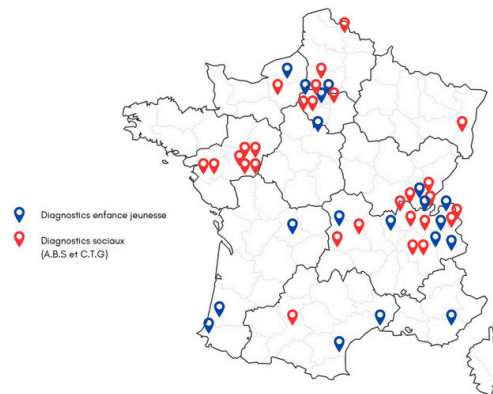 Diagnostics enfance jeunesse
Diagnostics sociaux
(A.B.S et C.T.G)